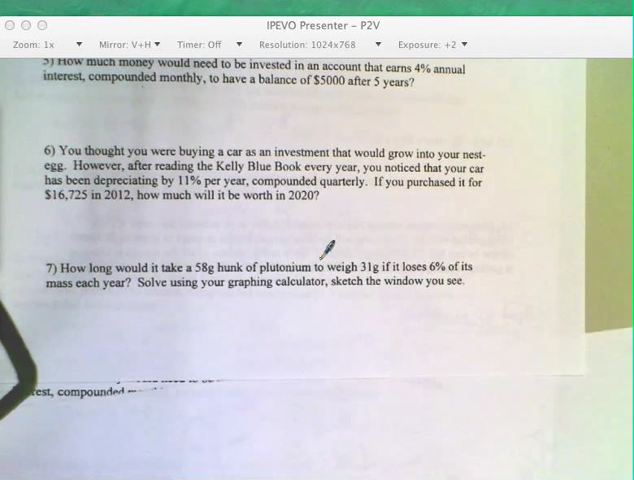 IPEVO Presenter – P2V
Zoom: 1x Mirror: V+H Timer: Off Resolution: 1024x768 Exposure: +2
5) How much money would need to be invested in an account that earns 4% annual
interest, compounded monthly, to have a balance of $5000 after 5 years?
6) You thought you were buying a car as an investment that would grow into your nest-
egg. However, after reading the Kelly Blue Book every year, you noticed that your car
has been depreciating by 11% per year, compounded quarterly. If you purchased it for
$16,725 in 2012, how much will it be worth in 2020?
7) How long would it take a 58g hunk of plutonium to weigh 31g if it loses 6% of its
mass each year? Solve using your graphing calculator, sketch the window you see.
rest, compounded